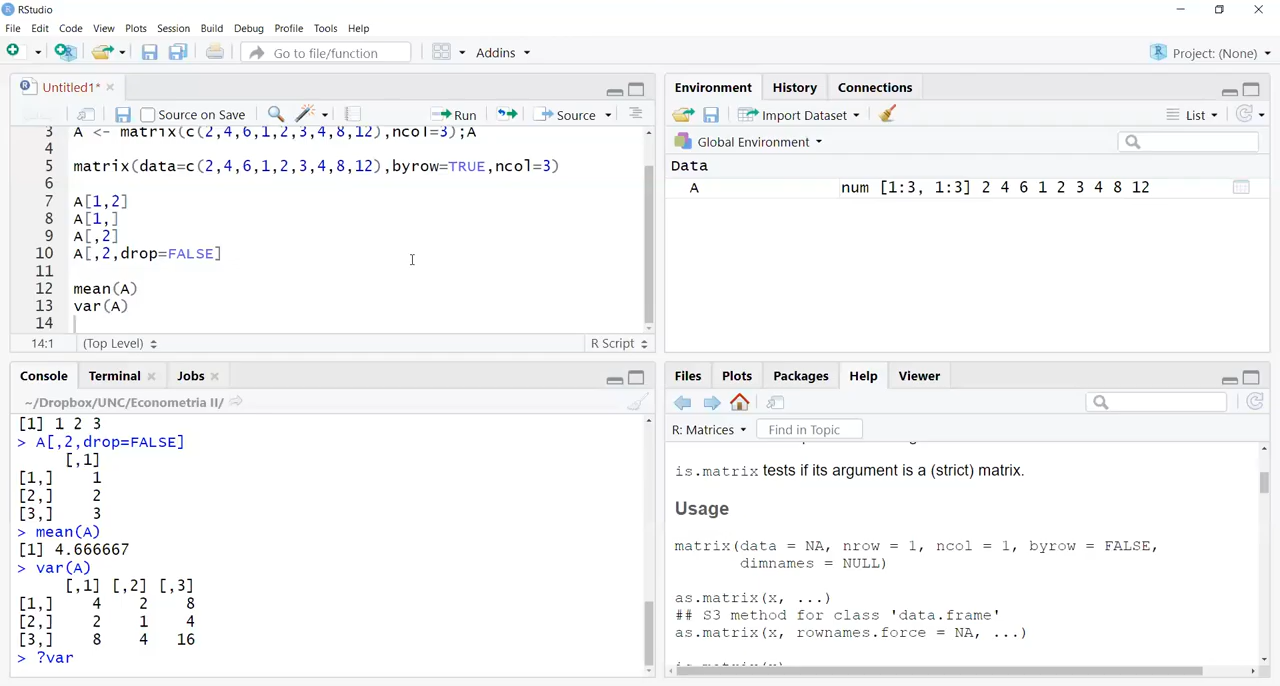 RStudio
File Edit Code View Plots Session Build Debug Profile Tools Help
Go to file/function Addins Project: (None)
Untitled1*
Source on Save Run Source
3 A <- matrix(c(2,4,6,1,2,3,4,8,12),ncol=3);A
4
5 matrix(data=c(2,4,6,1,2,3,4,8,12),byrow=TRUE,ncol=3)
6
7 A[1,2]
8 A[1,]
9 A[,2]
10 A[,2,drop=FALSE]
11
12 mean(A)
13 var(A)
14
14:1 (Top Level) R Script
Console Terminal Jobs
~/Dropbox/UNC/Econometria II/
[1] 1 2 3
> A[,2,drop=FALSE]
[,1]
[1,] 1
[2,] 2
[3,] 3
> mean(A)
[1] 4.666667
> var(A)
[,1] [,2] [,3]
[1,] 4 2 8
[2,] 2 1 4
[3,] 8 4 16
> ?var
Environment History Connections
Import Dataset List
Global Environment
Data
A num [1:3, 1:3] 2 4 6 1 2 3 4 8 12
Files Plots Packages Help Viewer
R: Matrices Find in Topic
is.matrix tests if its argument is a (strict) matrix.
Usage
matrix(data = NA, nrow = 1, ncol = 1, byrow = FALSE,
dimnames = NULL)
as.matrix(x, ...)
## S3 method for class 'data.frame'
as.matrix(x, rownames.force = NA, ...)